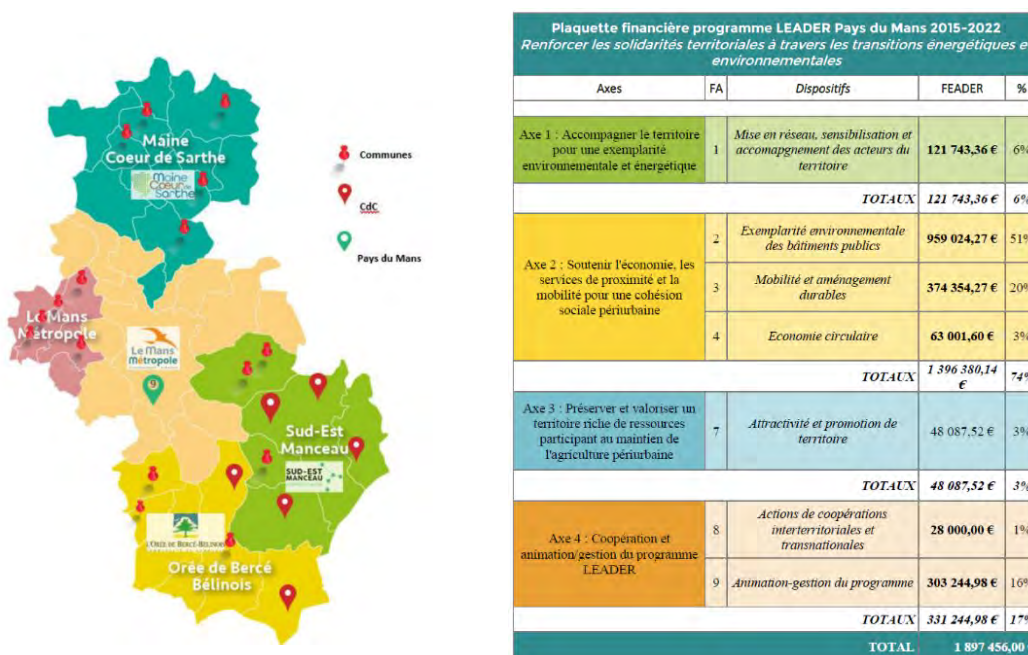 Maine
Coeur de Sarthe
Maine
Cœur de
Sarthe
Communes
CdC
Pays du Mans
Le Mans
Métropole
Le Mans
Métropole
9
Sud-Est
Manceau
SUD-EST
MANCEAU
L'ORÉE DE BERCÉ-BÉLINOIS
Orée de Bercé
Bélinois
Plaquette financière programme LEADER Pays du Mans 2015-2022
Renforcer les solidarités territoriales à travers les transitions énergétiques e
environnementales
Axes FA Dispositifs FEADER %
Axe 1 : Accompagner le territoire
pour une exemplarité
environnementale et énergétique
1
Mise en réseau, sensibilisation et
accomapgnement des acteurs du
territoire
121 743,36 € 6%
TOTAUX 121 743,36 € 6%
Axe 2 : Soutenir l'économie, les
services de proximité et la
mobilité pour une cohésion
sociale périurbaine
2
Exemplarité environnementale
des bâtiments publics
959 024,27 € 51%
3
Mobilité et aménagement
durables
374 354,27 € 20%
4 Economie circulaire 63 001,60 € 3%
TOTAUX 1 396 380,14
€ 74%
Axe 3 : Préserver et valoriser un
territoire riche de ressources
participant au maintien de
l'agriculture périurbaine
7
Attractivité et promotion de
territoire
48 087,52 € 3%
TOTAUX 48 087,52 € 3%
Axe 4 : Coopération et
animation/gestion du programme
LEADER
8
Actions de coopérations
interterritoriales et
transnationales
28 000,00 € 1%
9 Animation-gestion du programme 303 244,98 € 16%
TOTAUX 331 244,98 € 17%
TOTAL 1 897 456,00